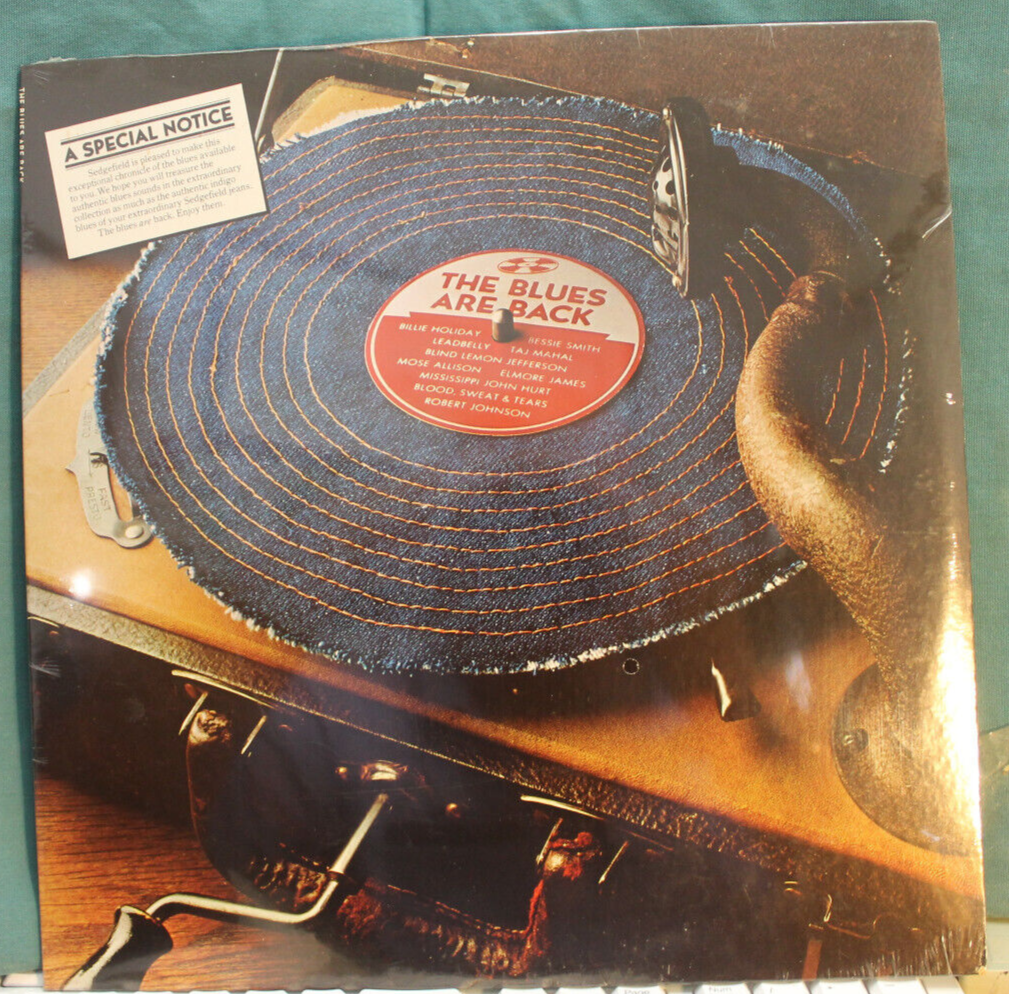 THE BLUES ARE BACK
A SPECIAL NOTICE
Sedgefield is pleased to make this
exceptional chronicle of the blues available
to you. We hope you will treasure the
authentic blues sounds in the extraordinary
collection as much as the authentic indigo
blues of your extraordinary Sedgefield jeans.
The blues are back. Enjoy them.
THE BLUES
ARE BACK
BILLIE HOLIDAY BESSIE SMITH
LEADBELLY TAJ MAHAL
BLIND LEMON JEFFERSON
MOSE ALLISON ELMORE JAMES
MISSISSIPPI JOHN HURT
BLOOD, SWEAT & TEARS
ROBERT JOHNSON
FAST